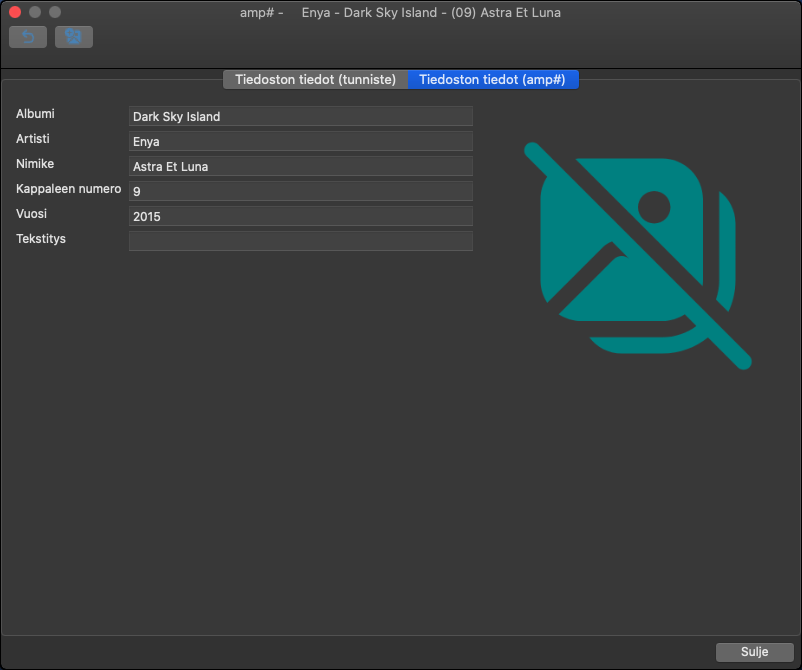 amp# - Enya - Dark Sky Island - (09) Astra Et Luna
Tiedoston tiedot (tunniste) Tiedoston tiedot (amp#)
Albumi Dark Sky Island
Artisti Enya
Nimike Astra Et Luna
Kappaleen numero 9
Vuosi 2015
Tekstitys
Sulje